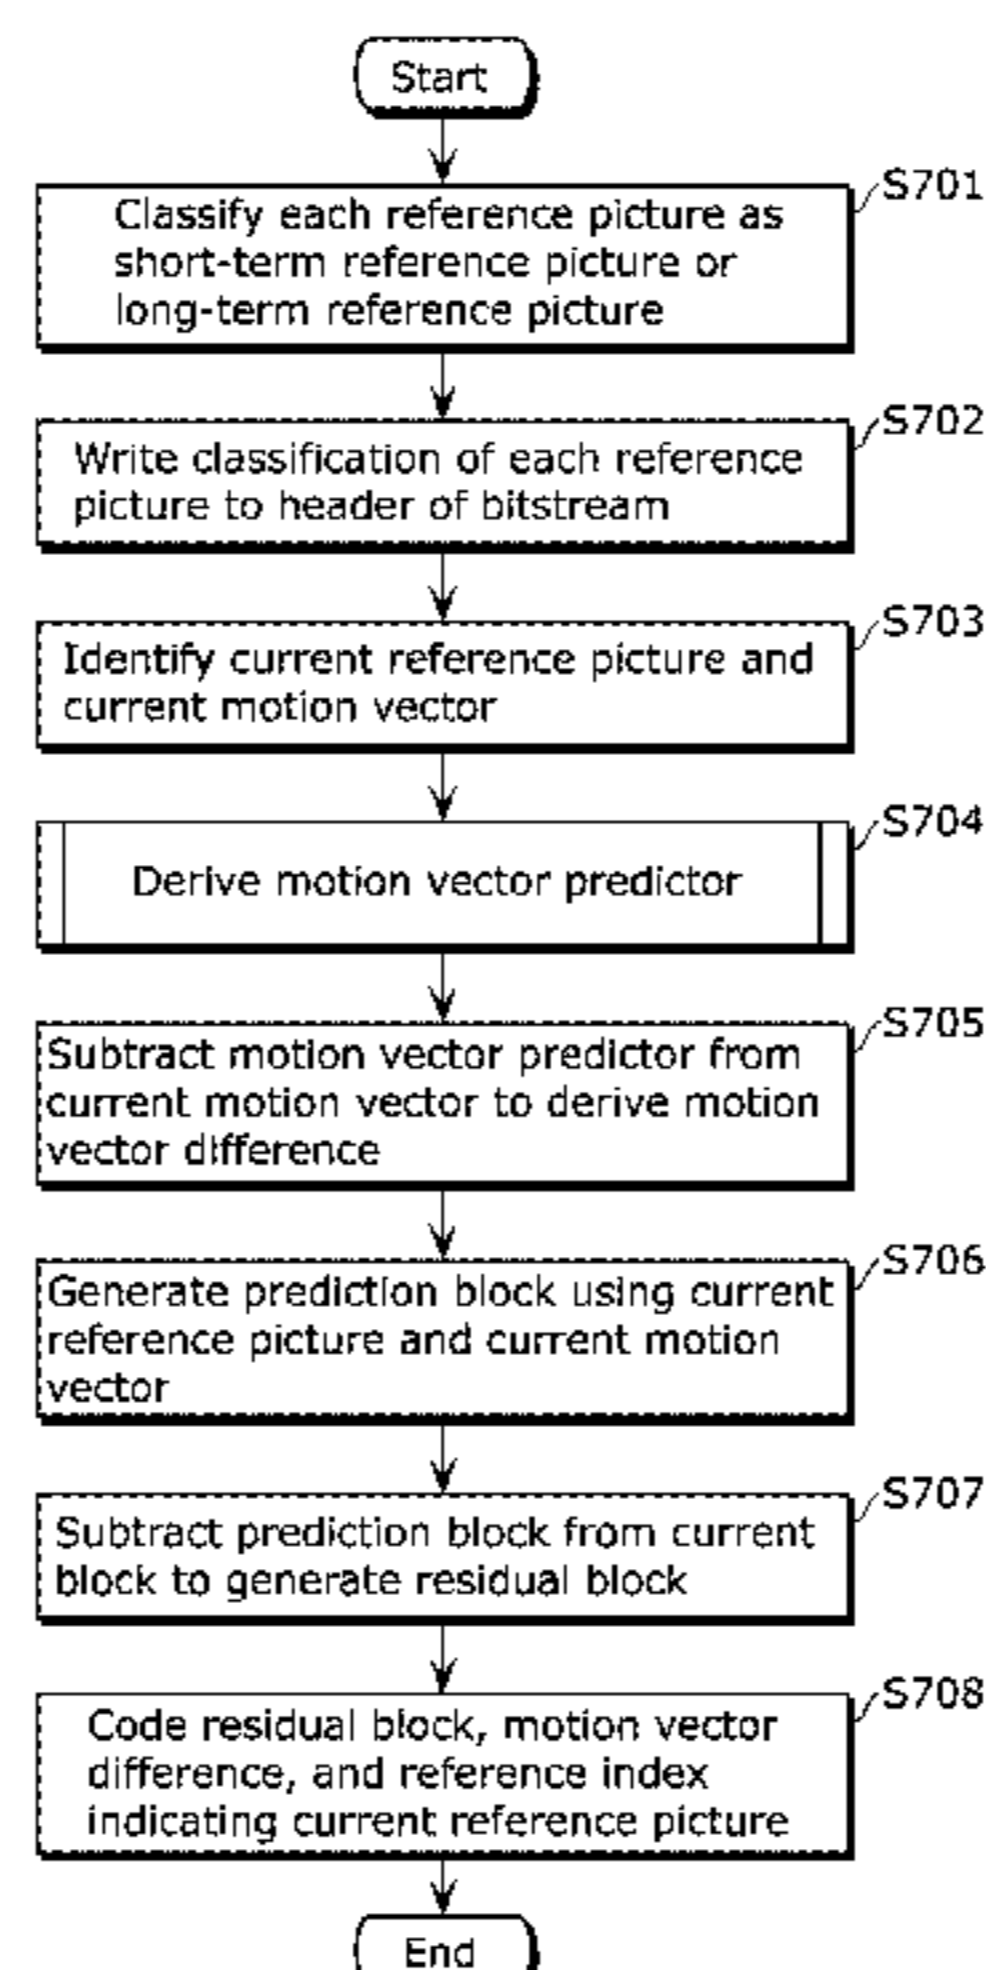 Start
S701
Classify each reference picture as
short-term reference picture or
long-term reference picture
S702
Write classification of each reference
picture to header of bitstream
S703
Identify current reference picture and
current motion vector
S704
Derive motion vector predictor
S705
Subtract motion vector predictor from
current motion vector to derive motion
vector difference
S706
Generate prediction block using current
reference picture and current motion
vector
S707
Subtract prediction block from current
block to generate residual block
S708
Code residual block, motion vector
difference, and reference index
indicating current reference picture
End